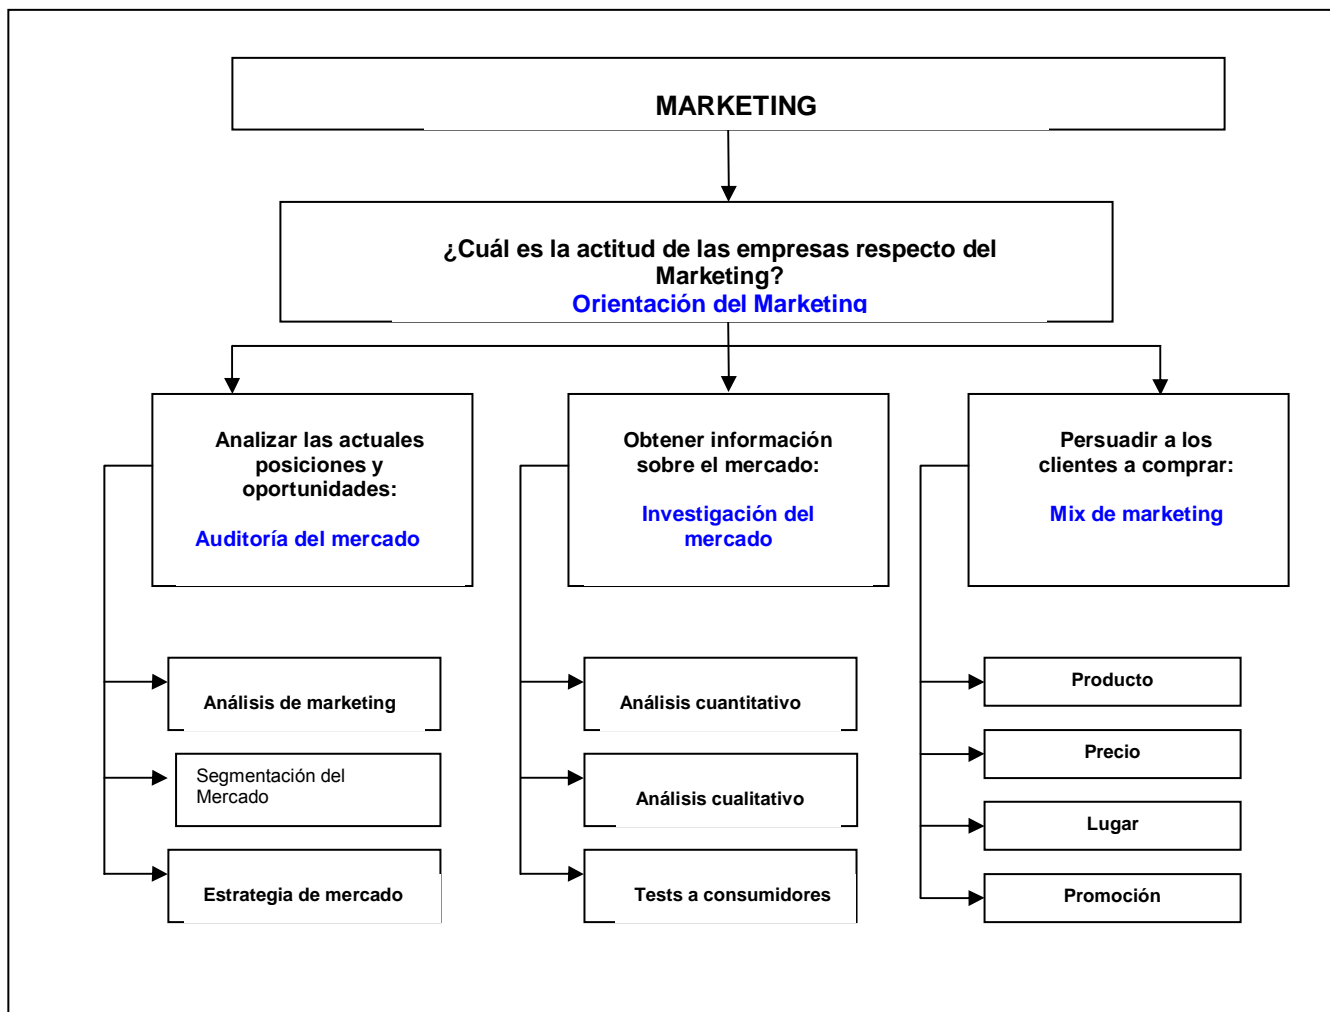 MARKETING
¿Cuál es la actitud de las empresas respecto del
Marketing?
Orientación del Marketing
Analizar las actuales
posiciones y
oportunidades:
Auditoría del mercado
Obtener información
sobre el mercado:
Investigación del
mercado
Persuadir a los
clientes a comprar:
Mix de marketing
Análisis de marketing
Segmentación del
Mercado
Estrategia de mercado
Análisis cuantitativo
Análisis cualitativo
Tests a consumidores
Producto
Precio
Lugar
Promoción